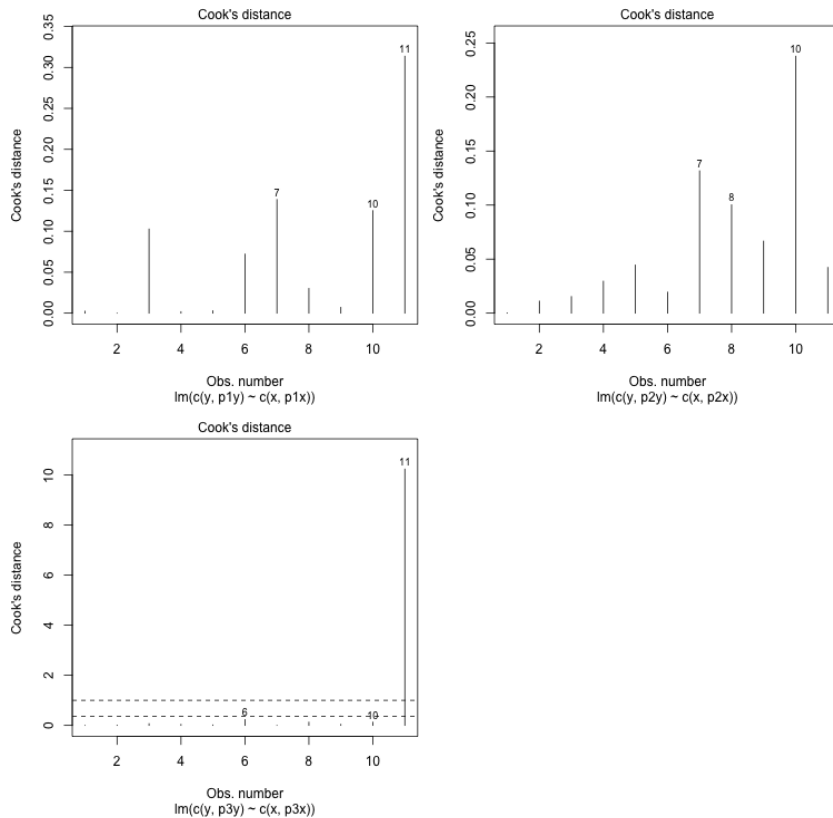 Cook's distance
Cook's distance
0.00 0.05 0.10 0.15 0.20 0.25 0.30 0.35
11
7
10
2 4 6 8 10
Obs. number
lm(c(y, p1y) ~ c(x, p1x))
Cook's distance
Cook's distance
0.00 0.05 0.10 0.15 0.20 0.25
10
7
8
2 4 6 8 10
Obs. number
lm(c(y, p2y) ~ c(x, p2x))
Cook's distance
Cook's distance
0 2 4 6 8 10
11
6
10
2 4 6 8 10
Obs. number
lm(c(y, p3y) ~ c(x, p3x))